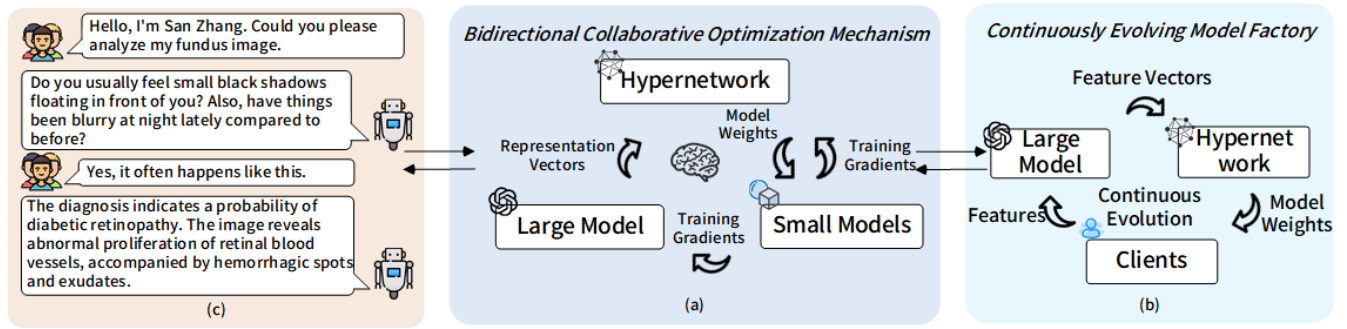 Hello, I'm San Zhang. Could you please
analyze my fundus image.
Do you usually feel small black shadows
floating in front of you? Also, have things
been blurry at night lately compared to
before?
Yes, it often happens like this.
The diagnosis indicates a probability of
diabetic retinopathy. The image reveals
abnormal proliferation of retinal blood
vessels, accompanied by hemorrhagic spots
and exudates.
(c)
Bidirectional Collaborative Optimization Mechanism
Hypernetwork
Model
Weights
Representation
Vectors
Training
Gradients
Large Model
Training
Gradients
Small Models
(a)
Continuously Evolving Model Factory
Feature Vectors
Large
Model
Hypernet
work
Continuous
Evolution
Features
Model
Weights
Clients
(b)